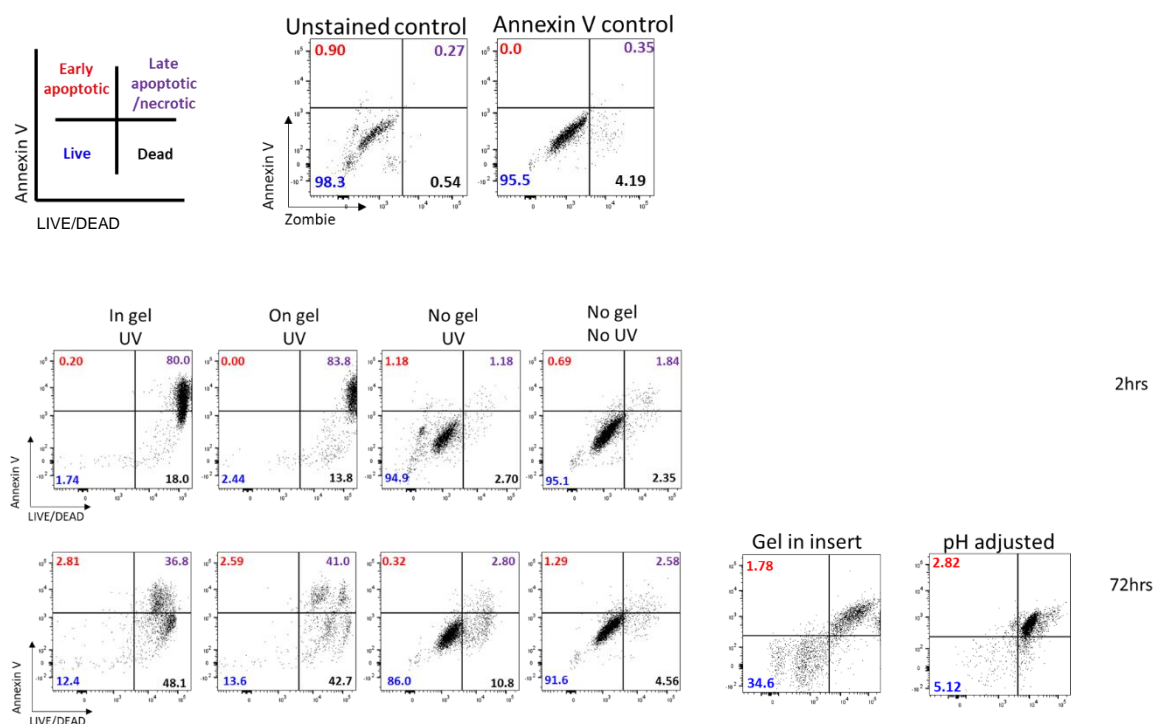 Unstained control
Annexin V control
Early apoptotic
Late apoptotic /necrotic
Live
Dead
Annexin V
LIVE/DEAD
0.90
0.27
98.3
0.54
Annexin V
Zombie
0.0
0.35
95.5
4.19
In gel
UV
On gel
UV
No gel
UV
No gel
No UV
0.20
80.0
1.74
18.0
0.00
83.8
2.44
13.8
1.18
1.18
94.9
2.70
0.69
1.84
95.1
2.35
2hrs
Annexin V
LIVE/DEAD
2.81
36.8
12.4
48.1
2.59
41.0
13.6
42.7
0.32
2.80
86.0
10.8
1.29
2.58
91.6
4.56
Gel in insert
1.78
34.6
pH adjusted
2.82
5.12
72hrs
Annexin V
LIVE/DEAD